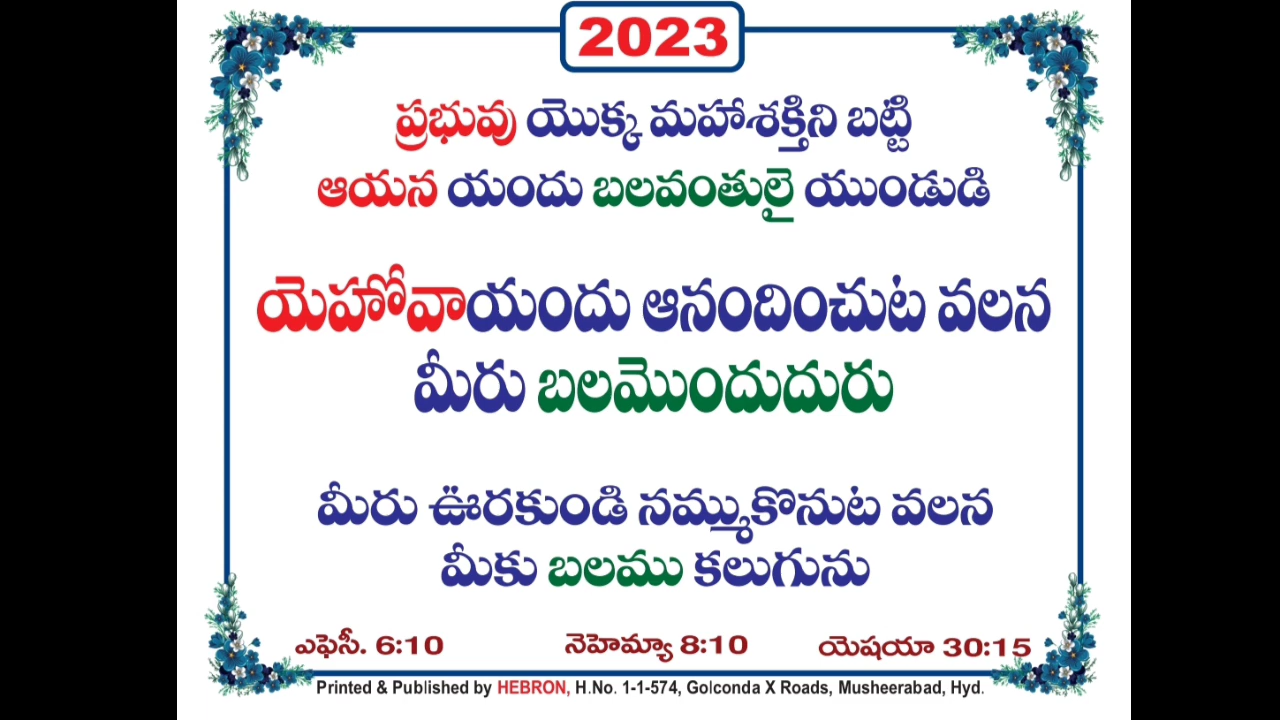 2023
ప్రభువు యొక్క మహాశక్తిని బట్టి
ఆయన యందు బలవంతులై యుండుడి
యెహోవాయందు ఆనందించుట వలన
మీరు బలమొందుదురు
మీరు ఊరకుండి నమ్ముకొనుట వలన
మీకు బలము కలుగును
ఎఫెసీ. 6:10 నెహెమ్యా 8:10 యెషయా 30:15
Printed & Published by HEBRON, H.No. 1-1-574, Golconda X Roads, Musheerabad, Hyd.